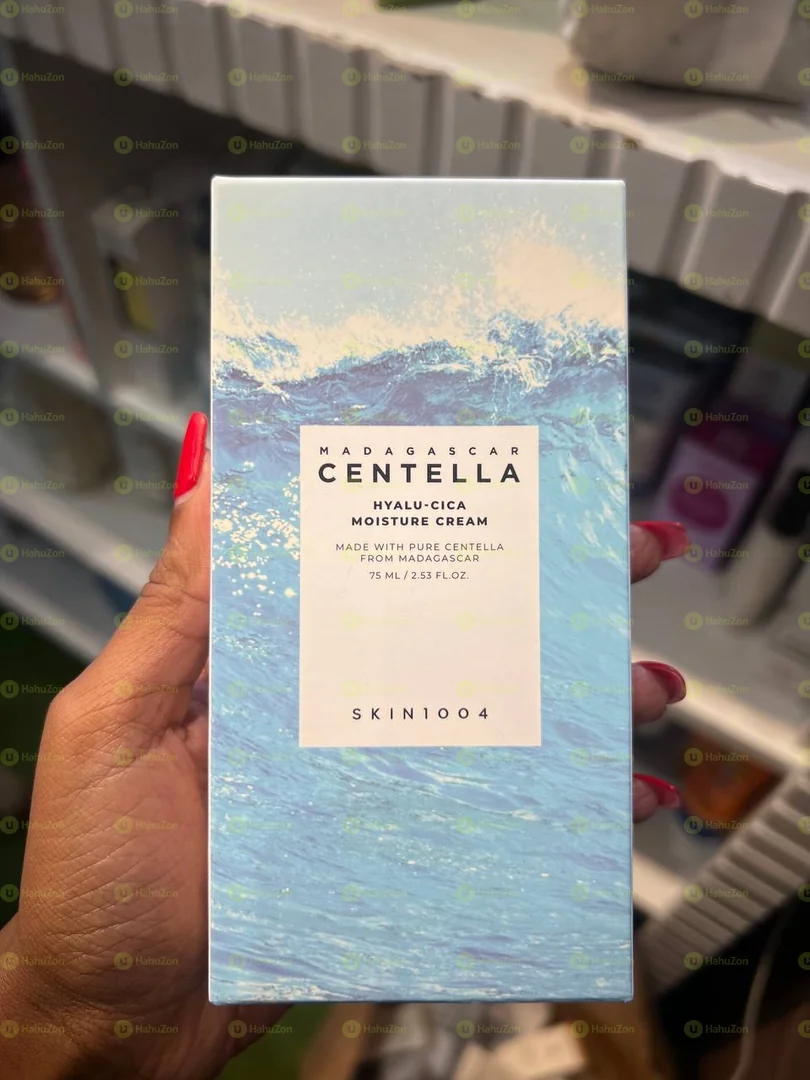 MADAGASCAR
CENTELLA
HYALU-CICA
MOISTURE CREAM
MADE WITH PURE CENTELLA
FROM MADAGASCAR
75 ML / 2.53 FL.OZ.
SKIN1004
HahuZon